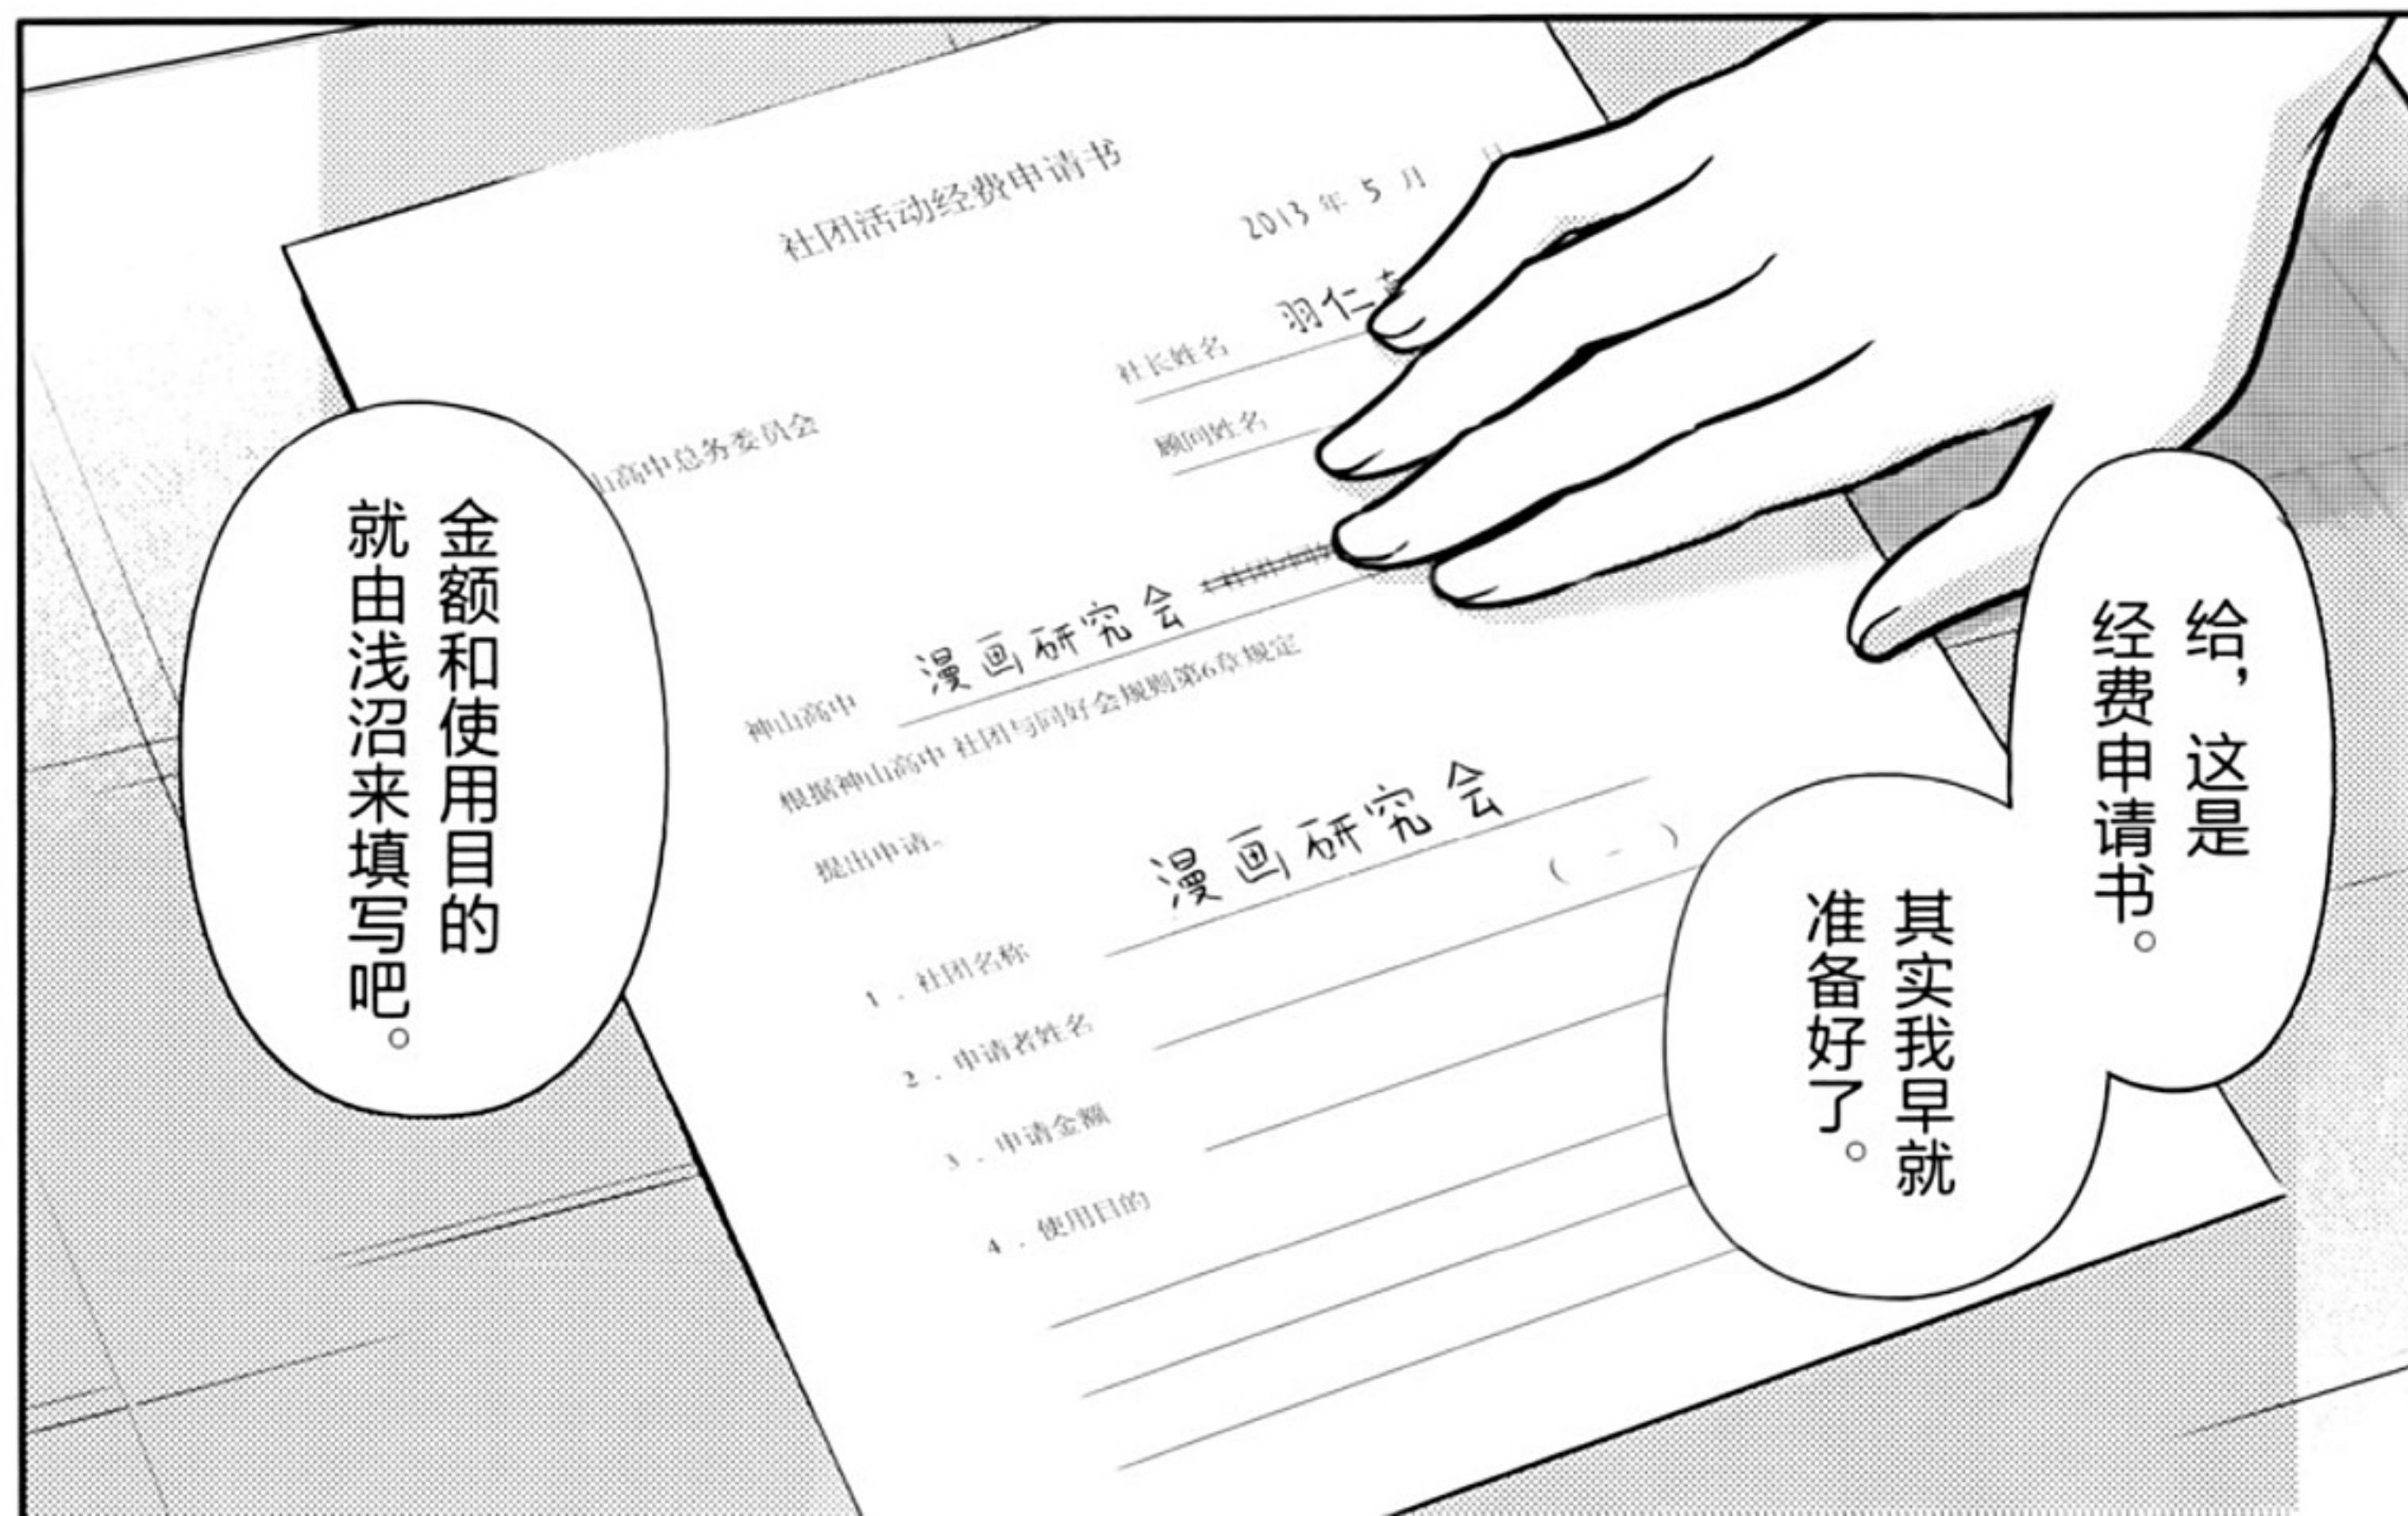 给，这是
经费申请书。
其实我早就
准备好了。
金额和使用目的
就由浅沼来填写吧。
社团活动经费申请书
2013年5月 日
社长姓名 羽仁
顾问姓名
山高中总务委员会
神山高中 漫画研究会
根据神山高中 社团与同好会规则第6章规定
提出申请。
1．社团名称 漫画研究会
(-)
2．申请者姓名
3．申请金额
4．使用目的